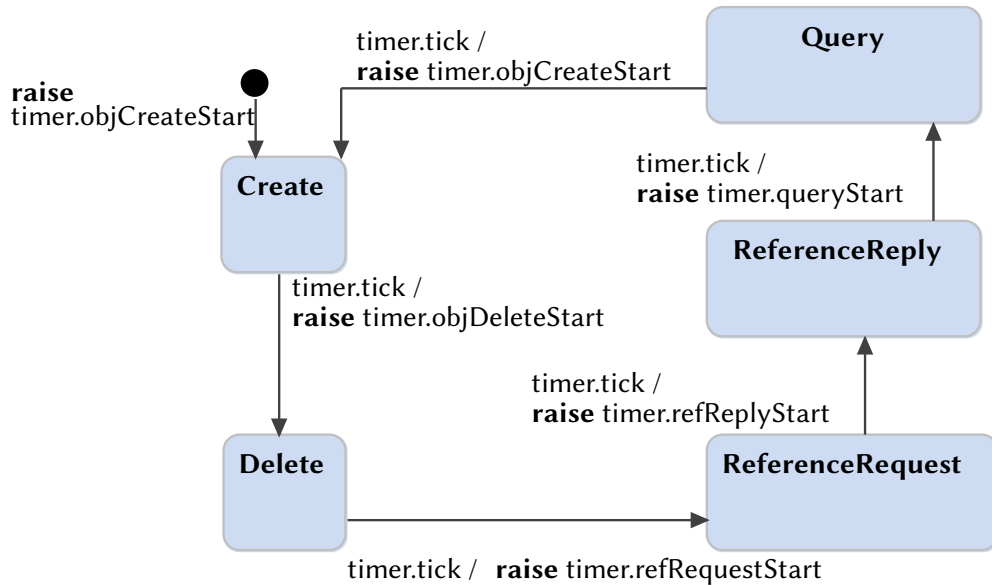 timer.tick /
raise timer.objCreateStart
Query
raise
timer.objCreateStart
Create
timer.tick /
raise timer.queryStart
ReferenceReply
timer.tick /
raise timer.objDeleteStart
timer.tick /
raise timer.refReplyStart
Delete
ReferenceRequest
timer.tick / raise timer.refRequestStart